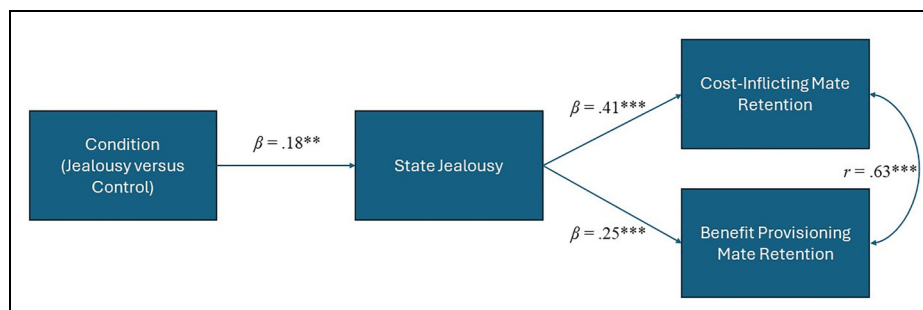 Condition
(Jealousy versus
Control)
β = .18**
State Jealousy
β = .41***
β = .25***
Cost-Inflicting Mate
Retention
Benefit Provisioning
Mate Retention
r = .63***